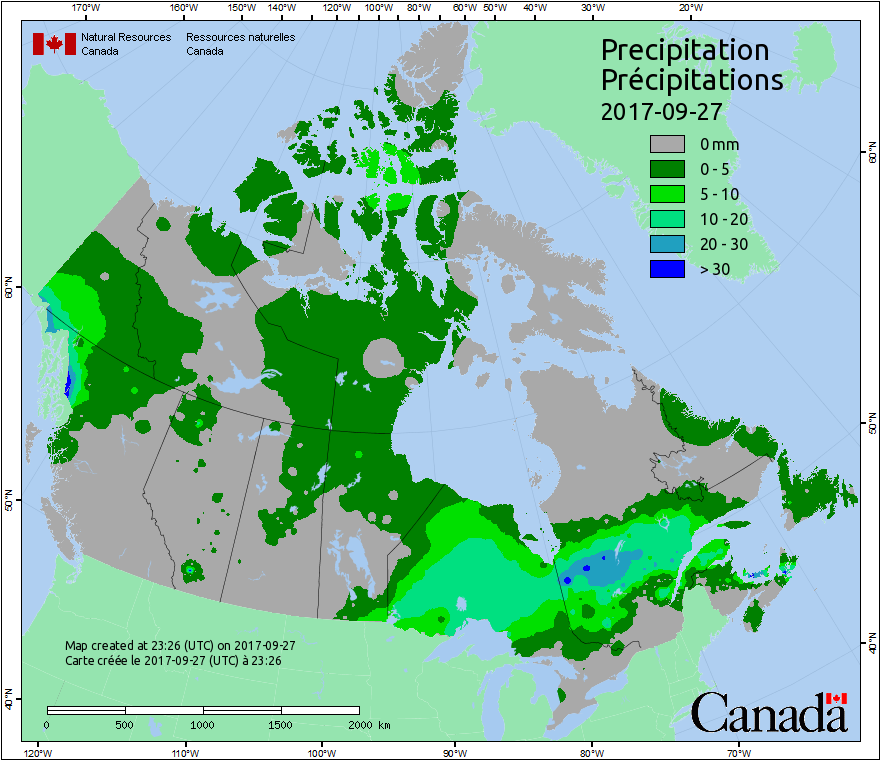 170°W 160°W 150°W 140°W 130°W 120°W 110°W 100°W 90°W 80°W 60°W 50°W 40°W 30°W 20°W
Natural Resources Canada
Ressources naturelles Canada
Precipitation
Précipitations
2017-09-27
0 mm
0 - 5
5 - 10
10 - 20
20 - 30
> 30
60°N
50°N
40°N
60°N
50°N
40°N
Map created at 23:26 (UTC) on 2017-09-27
Carte créée le 2017-09-27 (UTC) à 23:26
0 500 1000 1500 2000 km
Canada
120°W 110°W 100°W 90°W 80°W 70°W